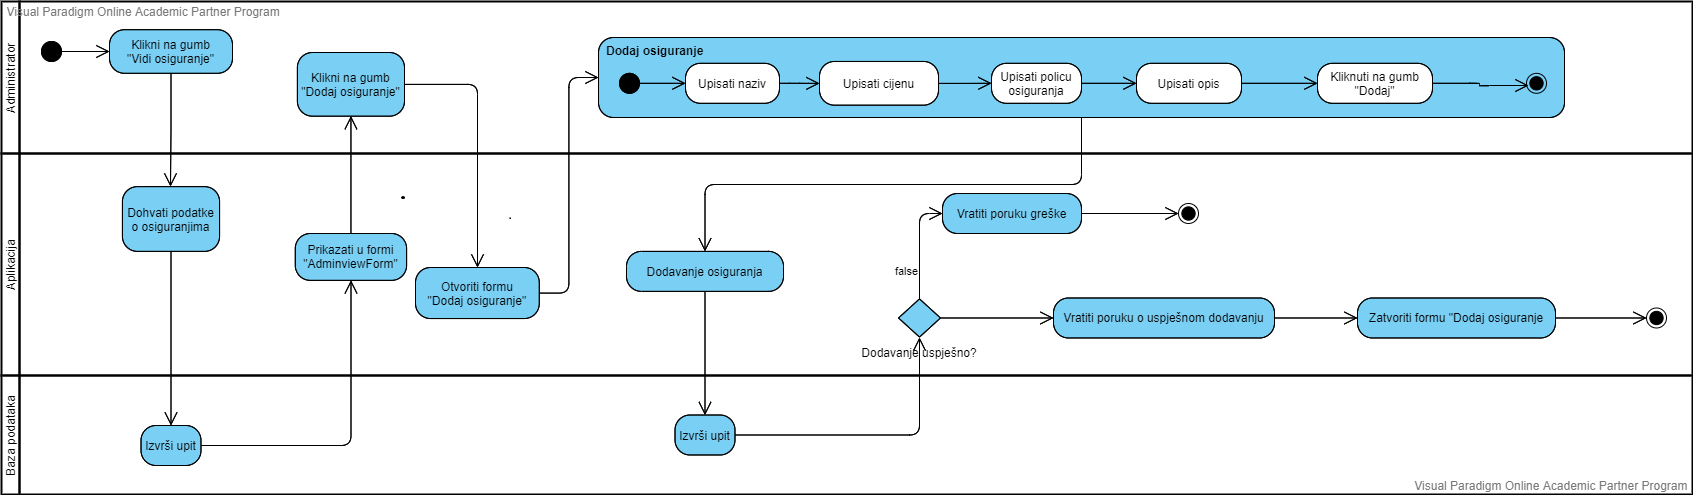 Visual Paradigm Online Academic Partner Program
Administrator
Klikni na gumb
"Vidi osiguranje"
Klikni na gumb
"Dodaj osiguranje"
Dodaj osiguranje
Upisati naziv
Upisati cijenu
Upisati policu
osiguranja
Upisati opis
Kliknuti na gumb
"Dodaj"
Aplikacija
Dohvati podatke
o osiguranjima
Prikazati u formi
"AdminviewForm"
Otvoriti formu
"Dodaj osiguranje"
Dodavanje osiguranja
Vratiti poruku greške
false
Dodavanje uspješno?
Vratiti poruku o uspješnom dodavanju
Zatvoriti formu "Dodaj osiguranje
Baza podataka
Izvrši upit
Izvrši upit
Visual Paradigm Online Academic Partner Program